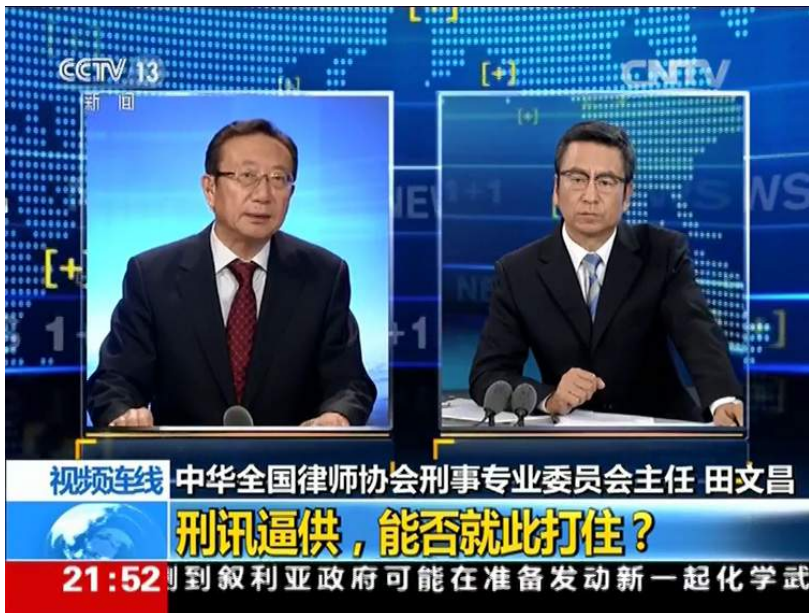 CCTV 13
新闻
CNTV
视频连线 中华全国律师协会刑事专业委员会主任 田文昌
刑讯逼供，能否就此打住？
21:52 到叙利亚政府可能在准备发动新一起化学武